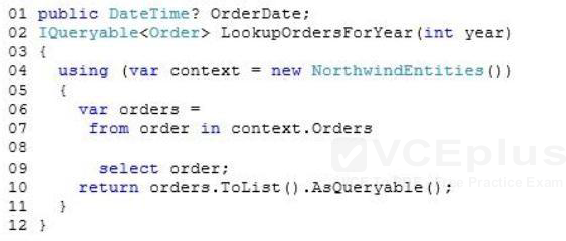 01 public DateTime? OrderDate;
02 IQueryable<Order> LookupOrdersForYear(int year)
03 {
04 using (var context = new NorthwindEntities())
05 {
06 var orders =
07 from order in context.Orders
08
09 select order;
10 return orders.ToList().AsQueryable();
11 }
12 }
VCEplus
Practice Exam